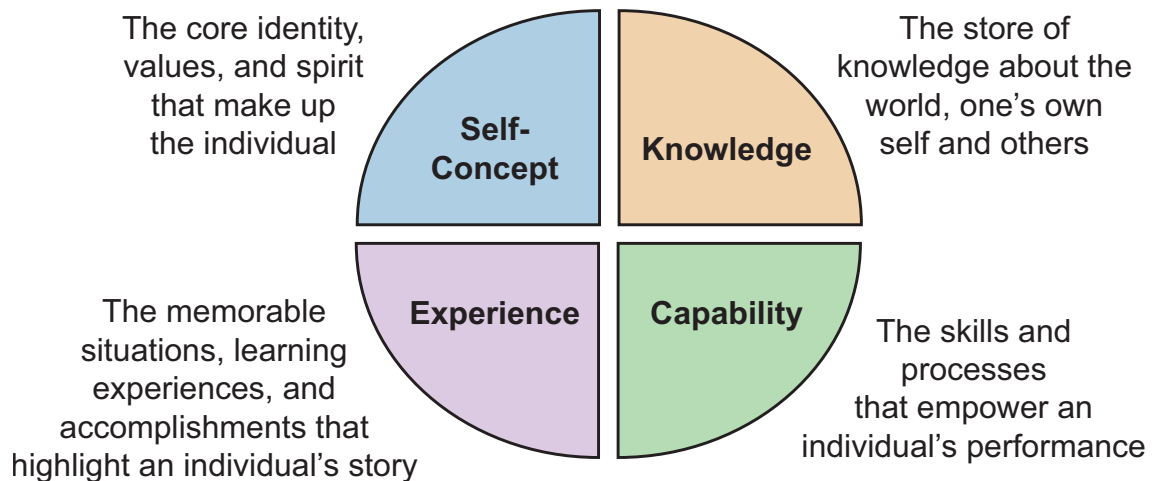 The core identity,
values, and spirit
that make up
the individual
Self-
Concept
Knowledge
The store of
knowledge about the
world, one’s own
self and others
The memorable
situations, learning
experiences, and
accomplishments that
highlight an individual’s story
Experience
Capability
The skills and
processes
that empower an
individual’s performance